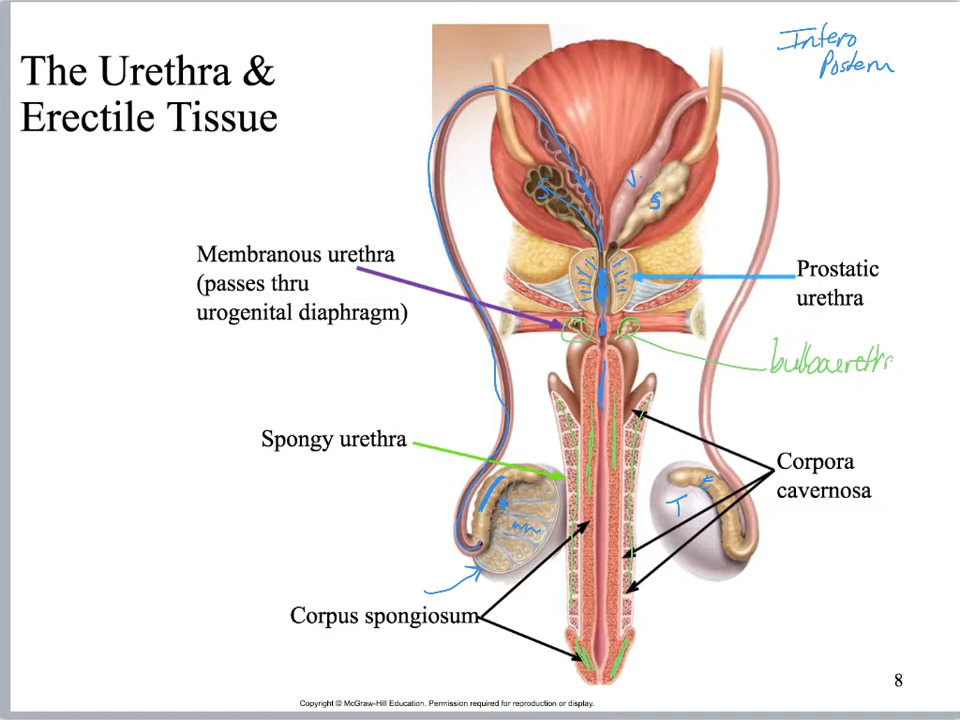 The Urethra &
Erectile Tissue
Infero
Postern
Membranous urethra
(passes thru
urogenital diaphragm)
Prostatic
urethra
bulbourethr
V.
S
S
Spongy urethra
Corpora
cavernosa
T
E
Corpus spongiosum
8
Copyright © McGraw-Hill Education. Permission required for reproduction or display.